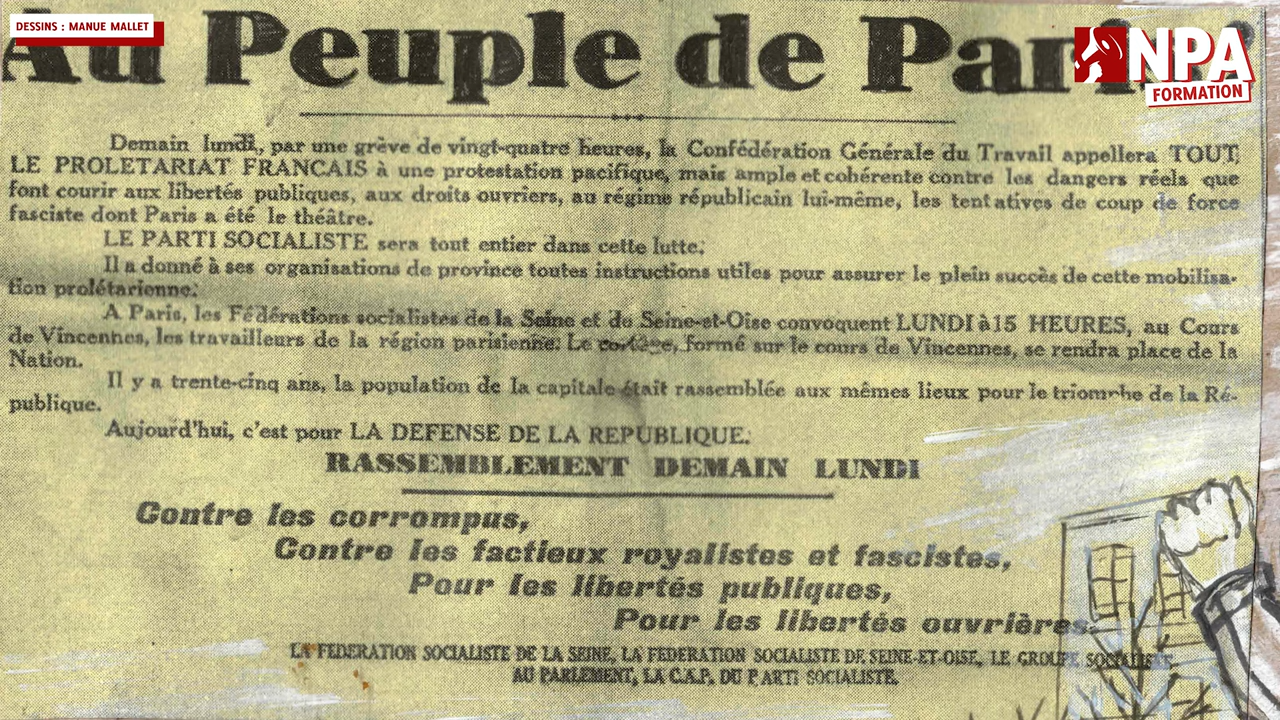 DESSINS : MANUE MALLET
NPA
FORMATION
Au Peuple de Paris
Demain lundi, par une grève de vingt-quatre heures, la Confédération Générale du Travail appellera TOUT
LE PROLETARIAT FRANCAIS à une protestation pacifique, mais ample et cohérente contre les dangers réels que
font courir aux libertés publiques, aux droits ouvriers, au régime républicain lui-même, les tentatives de coup de force
fasciste dont Paris a été le théâtre.
LE PARTI SOCIALISTE sera tout entier dans cette lutte.
Il a donné à ses organisations de province toutes instructions utiles pour assurer le plein succès de cette mobilisa-
tion prolétarienne.
A Paris, les Fédérations socialistes de la Seine et de Seine-et-Oise convoquent LUNDI à 15 HEURES, au Cours
de Vincennes, les travailleurs de la région parisienne. Le cortège, formé sur le cours de Vincennes, se rendra place de la
Nation.
Il y a trente-cinq ans, la population de la capitale était rassemblée aux mêmes lieux pour le triomphe de la Ré-
publique.
Aujourd'hui, c'est pour LA DEFENSE DE LA REPUBLIQUE.
RASSEMBLEMENT DEMAIN LUNDI
Contre les corrompus,
Contre les factieux royalistes et fascistes,
Pour les libertés publiques,
Pour les libertés ouvrières.
LA FEDERATION SOCIALISTE DE LA SEINE, LA FEDERATION SOCIALISTE DE SEINE-ET-OISE, LE GROUPE SOCIALISTE
AU PARLEMENT, LA C.A.P. DU PARTI SOCIALISTE.